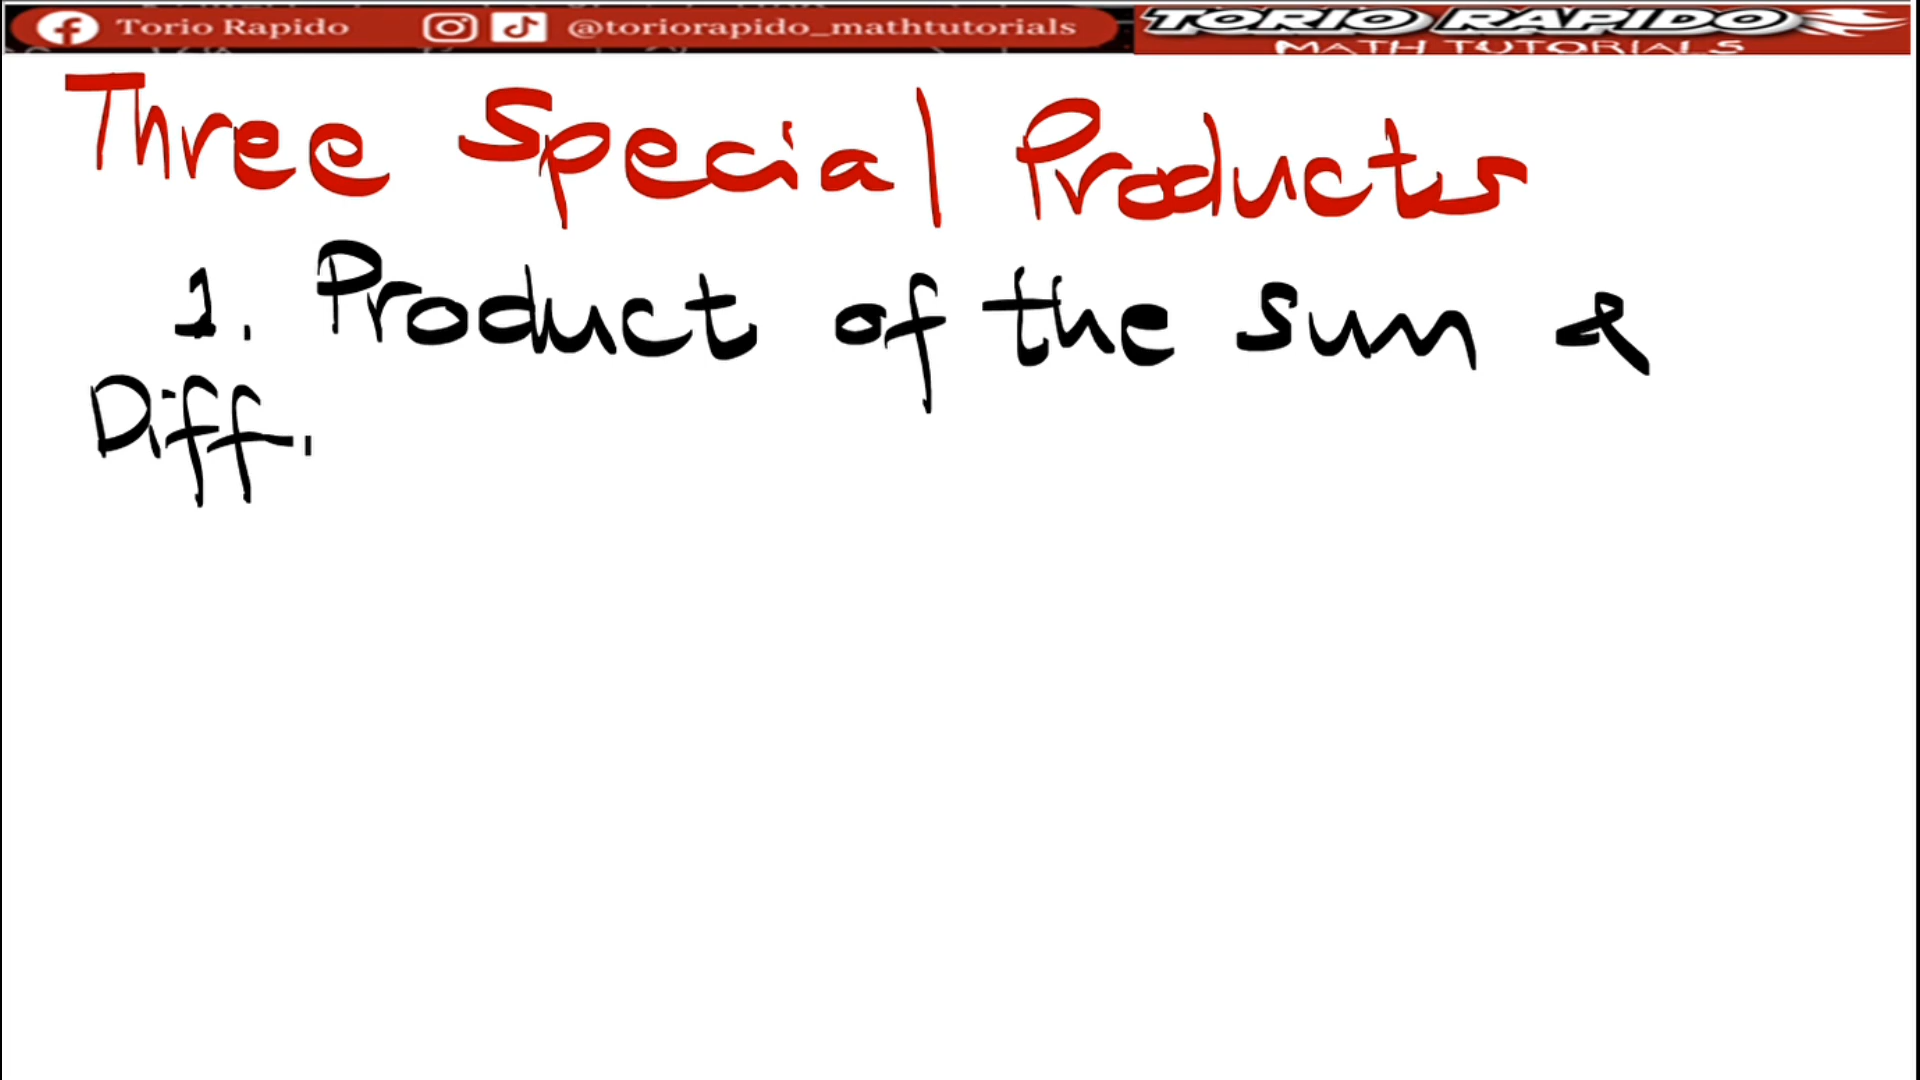 Torio Rapido @toriorapido_mathtutorials TORIO RAPIDO
MATH TUTORIALS
Three Special Products
1. Product of the sum &
Diff.